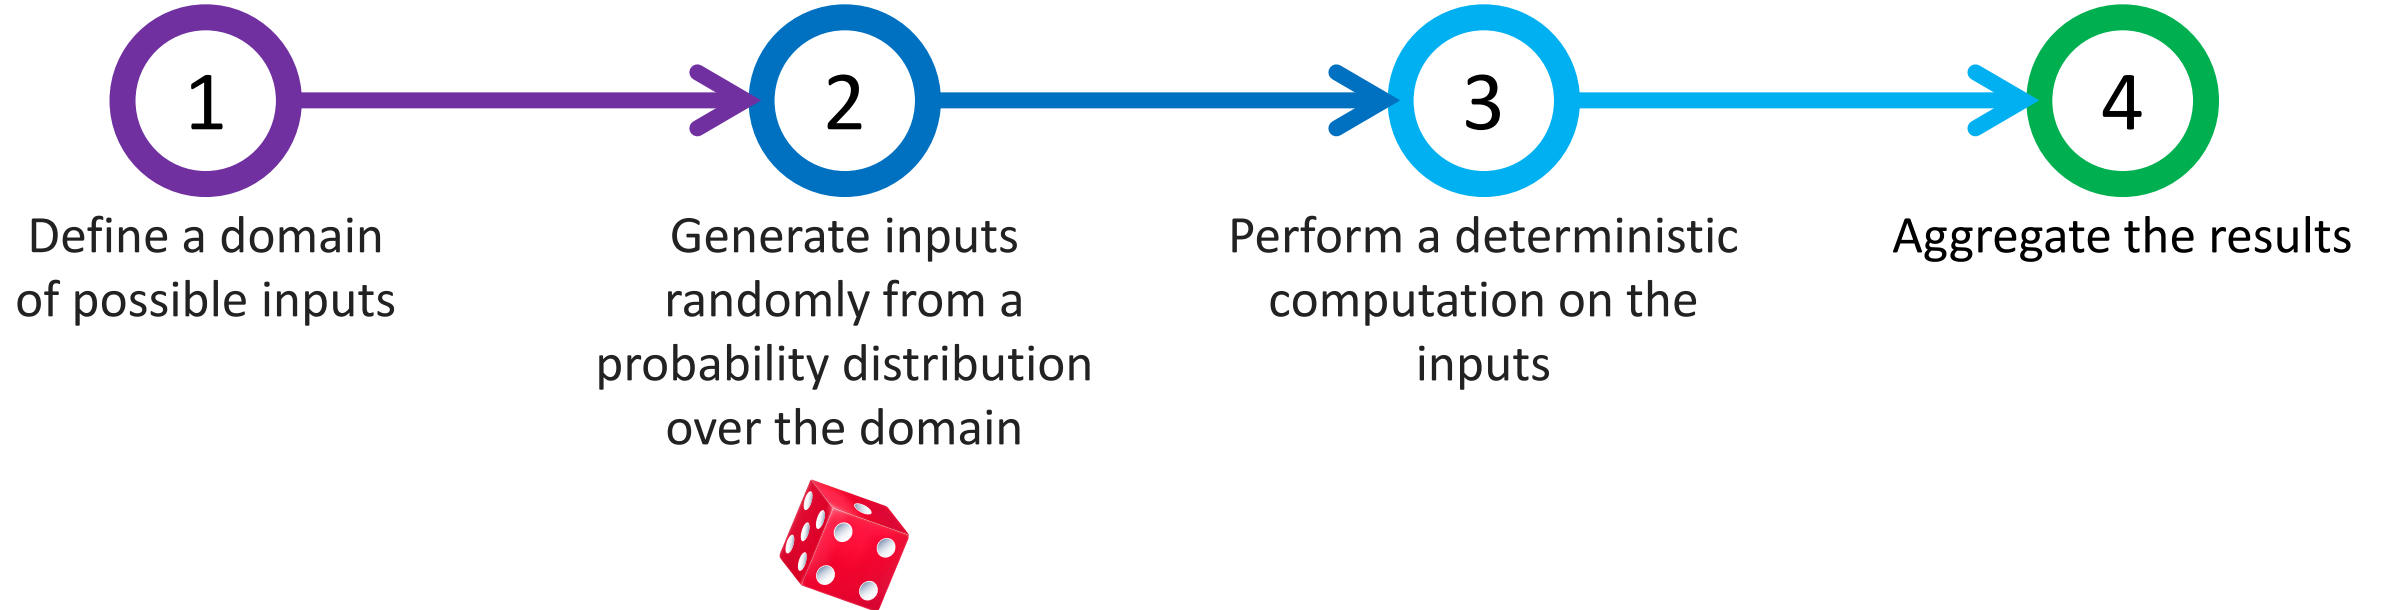 1
2
3
4
Define a domain
of possible inputs
Generate inputs
randomly from a
probability distribution
over the domain
Perform a deterministic
computation on the
inputs
Aggregate the results